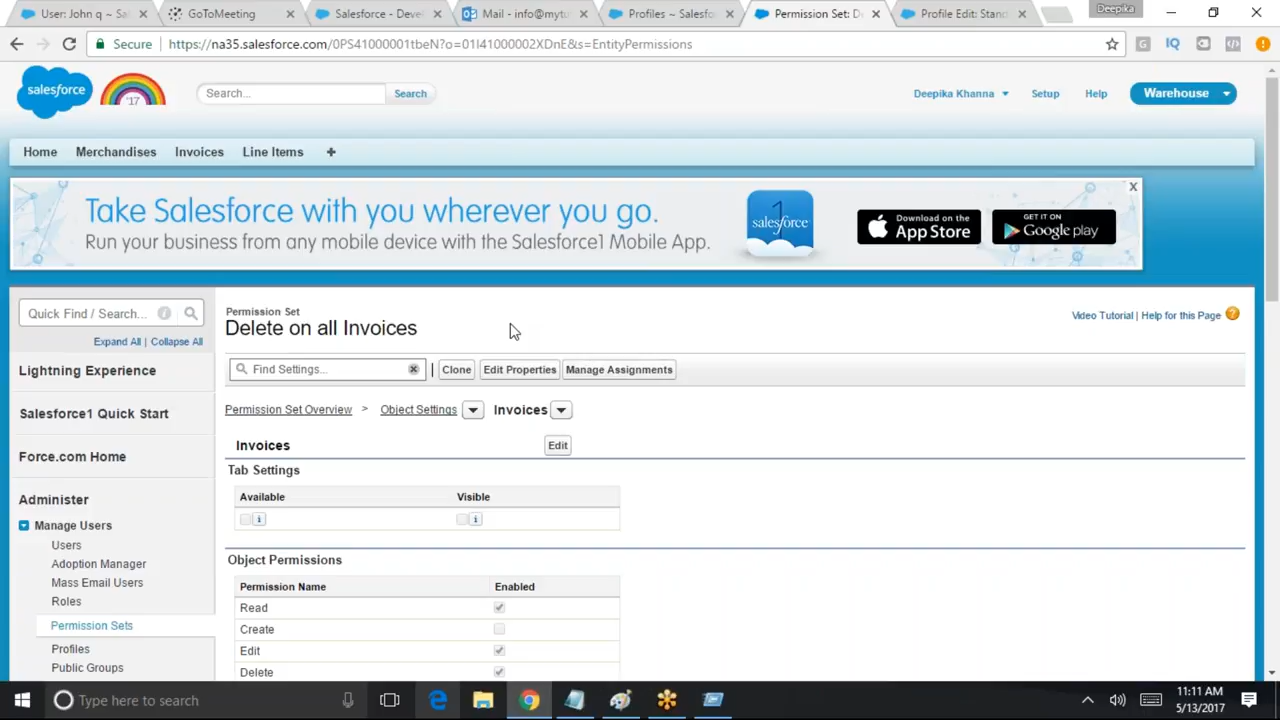 User: John q ~ Sa
GoToMeeting
Salesforce - Devel
Mail - info@mytu
Profiles ~ Salesfo
Permission Set: D
Profile Edit: Stand
Deepika
Secure
https://na35.salesforce.com/0PS41000001tbeN?o=01I41000002XDnE&s=EntityPermissions
salesforce
'17
Search...
Search
Deepika Khanna
Setup
Help
Warehouse
Home
Merchandises
Invoices
Line Items
Take Salesforce with you wherever you go.
Run your business from any mobile device with the Salesforce1 Mobile App.
1
salesforce
Download on the
App Store
GET IT ON
Google play
X
Quick Find / Search...
Expand All | Collapse All
Lightning Experience
Salesforce1 Quick Start
Force.com Home
Administer
Manage Users
Users
Adoption Manager
Mass Email Users
Roles
Permission Sets
Profiles
Public Groups
Permission Set
Delete on all Invoices
Video Tutorial | Help for this Page
Find Settings...
Clone
Edit Properties
Manage Assignments
Permission Set Overview > Object Settings Invoices
Invoices
Edit
Tab Settings
Available Visible
Object Permissions
Permission Name Enabled
Read
Create
Edit
Delete
Type here to search
11:11 AM
5/13/2017